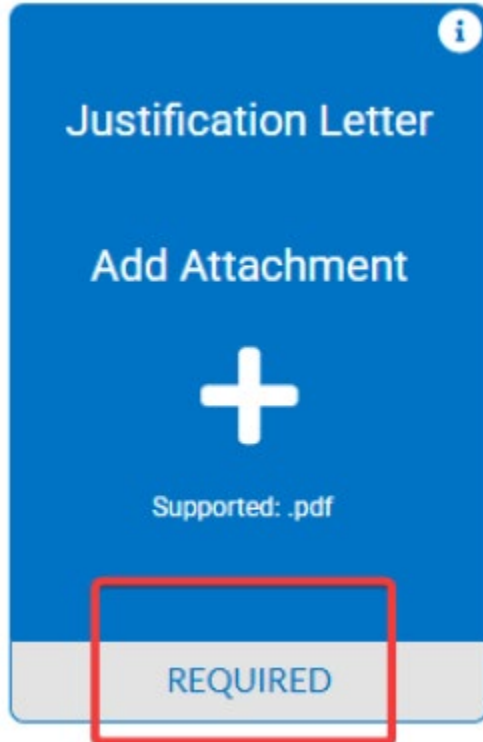 i
Justification Letter
Add Attachment
Supported: .pdf
REQUIRED